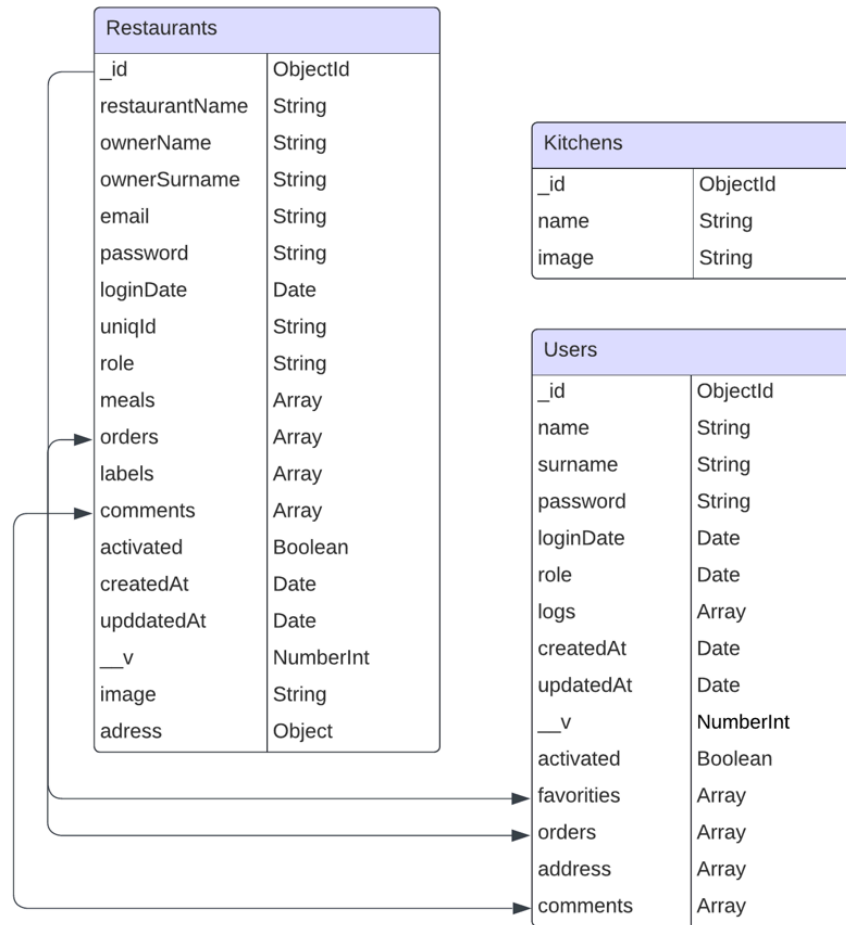 Restaurants
_id ObjectId
restaurantName String
ownerName String
ownerSurname String
email String
password String
loginDate Date
uniqId String
role String
meals Array
orders Array
labels Array
comments Array
activated Boolean
createdAt Date
upddatedAt Date
__v NumberInt
image String
adress Object
Kitchens
_id ObjectId
name String
image String
Users
_id ObjectId
name String
surname String
password String
loginDate Date
role Date
logs Array
createdAt Date
updatedAt Date
__v NumberInt
activated Boolean
favorities Array
orders Array
address Array
comments Array